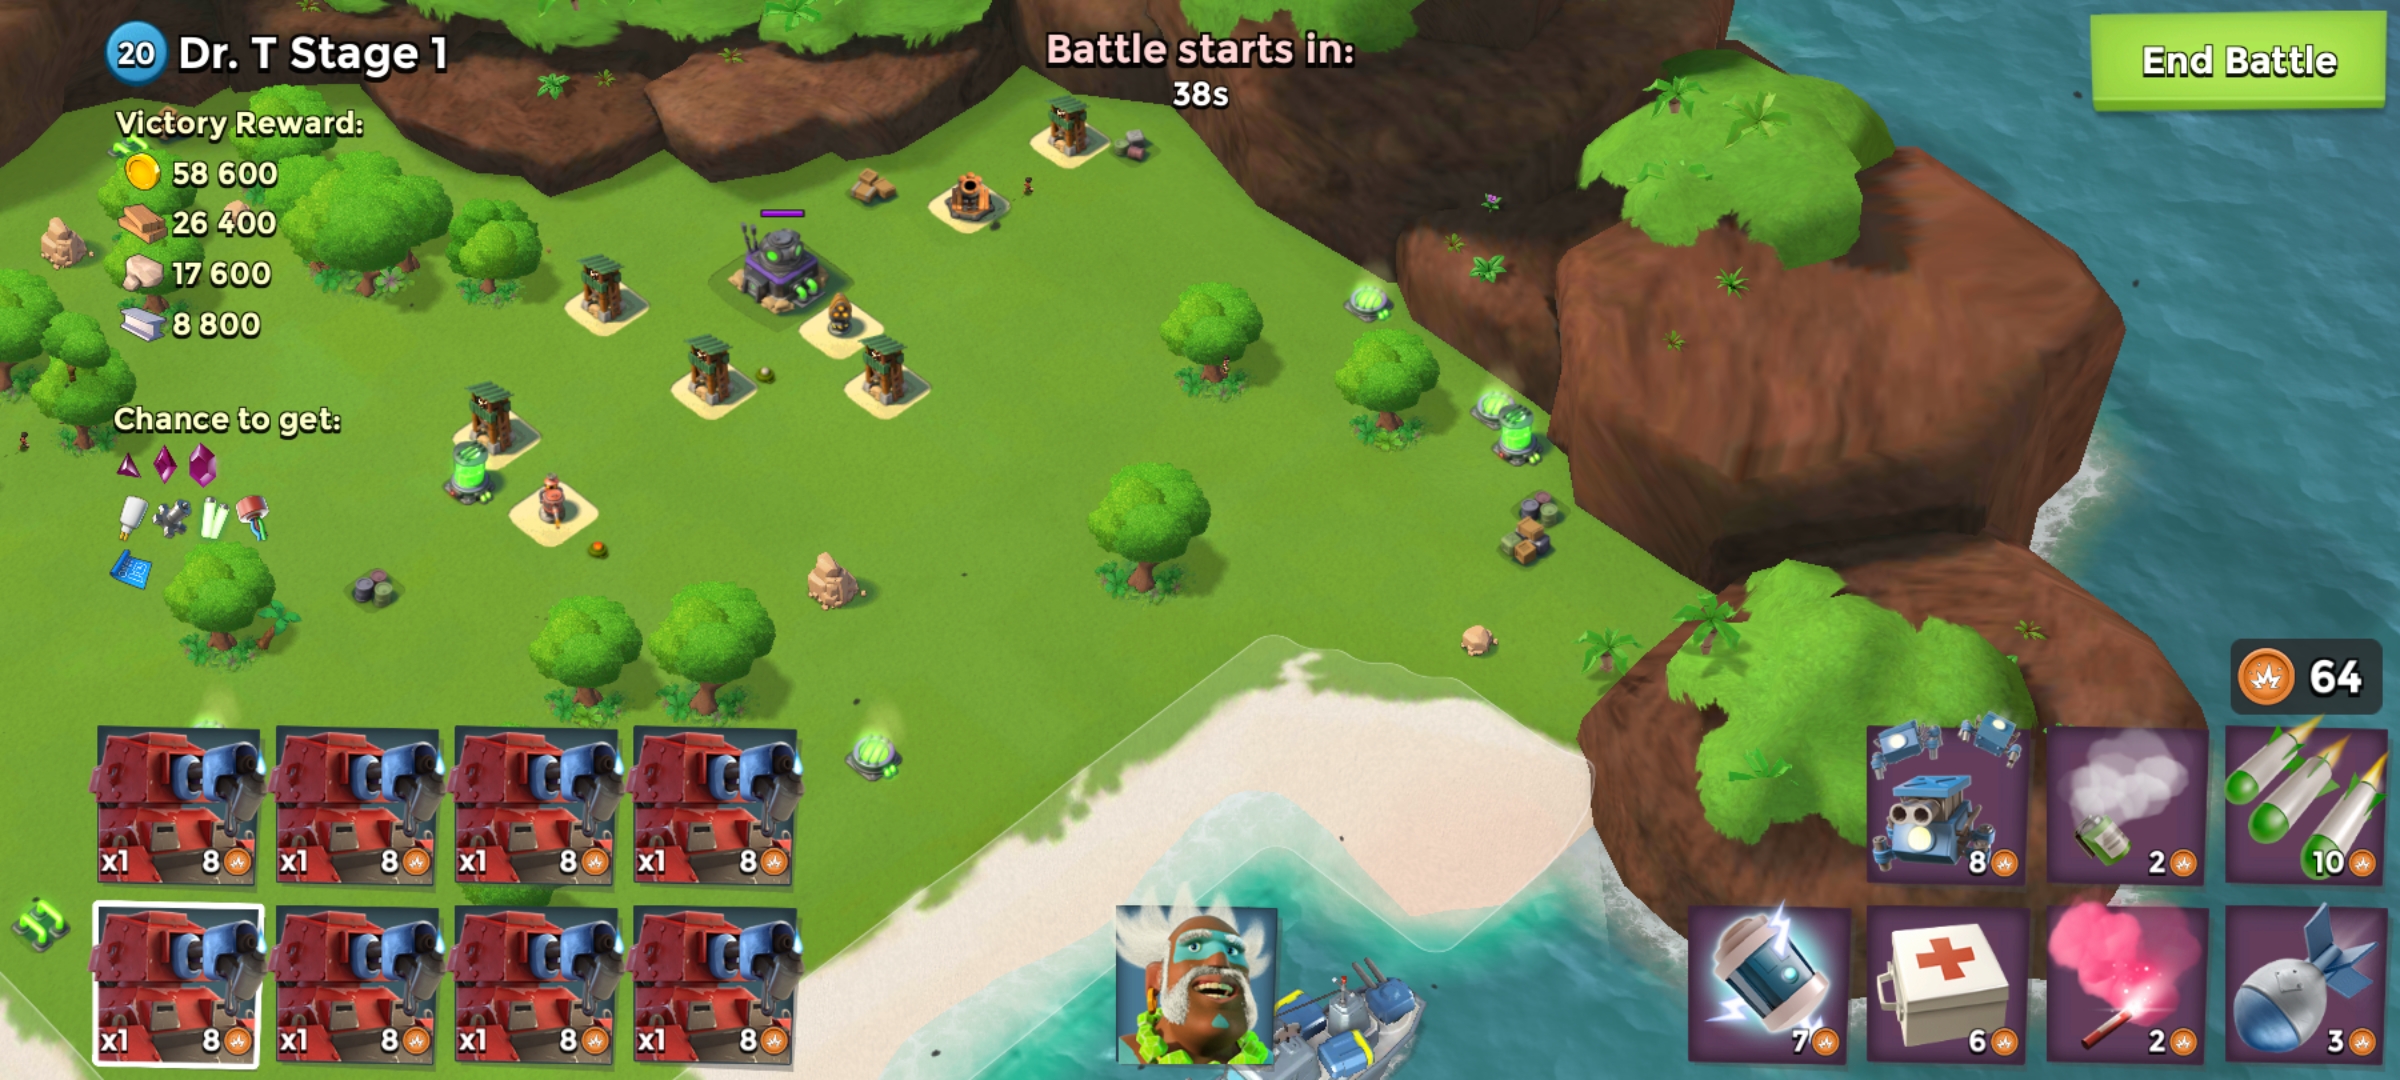 20 Dr. T Stage 1
Battle starts in:
38s
End Battle
Victory Reward:
58 600
26 400
17 600
8 800
Chance to get:
64
x1 8
x1 8
x1 8
x1 8
8
2
10
x1 8
x1 8
x1 8
x1 8
7
6
2
3